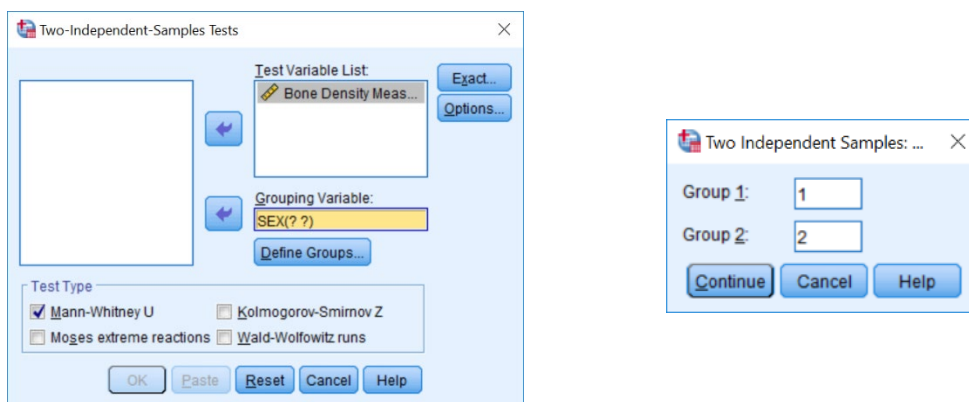 Two-Independent-Samples Tests
Test Variable List:
Bone Density Meas...
Exact...
Options...
Grouping Variable:
SEX(? ?)
Define Groups...
Test Type
Mann-Whitney U
Kolmogorov-Smirnov Z
Moses extreme reactions
Wald-Wolfowitz runs
OK Paste Reset Cancel Help
Two Independent Samples: ...
Group 1: 1
Group 2: 2
Continue Cancel Help